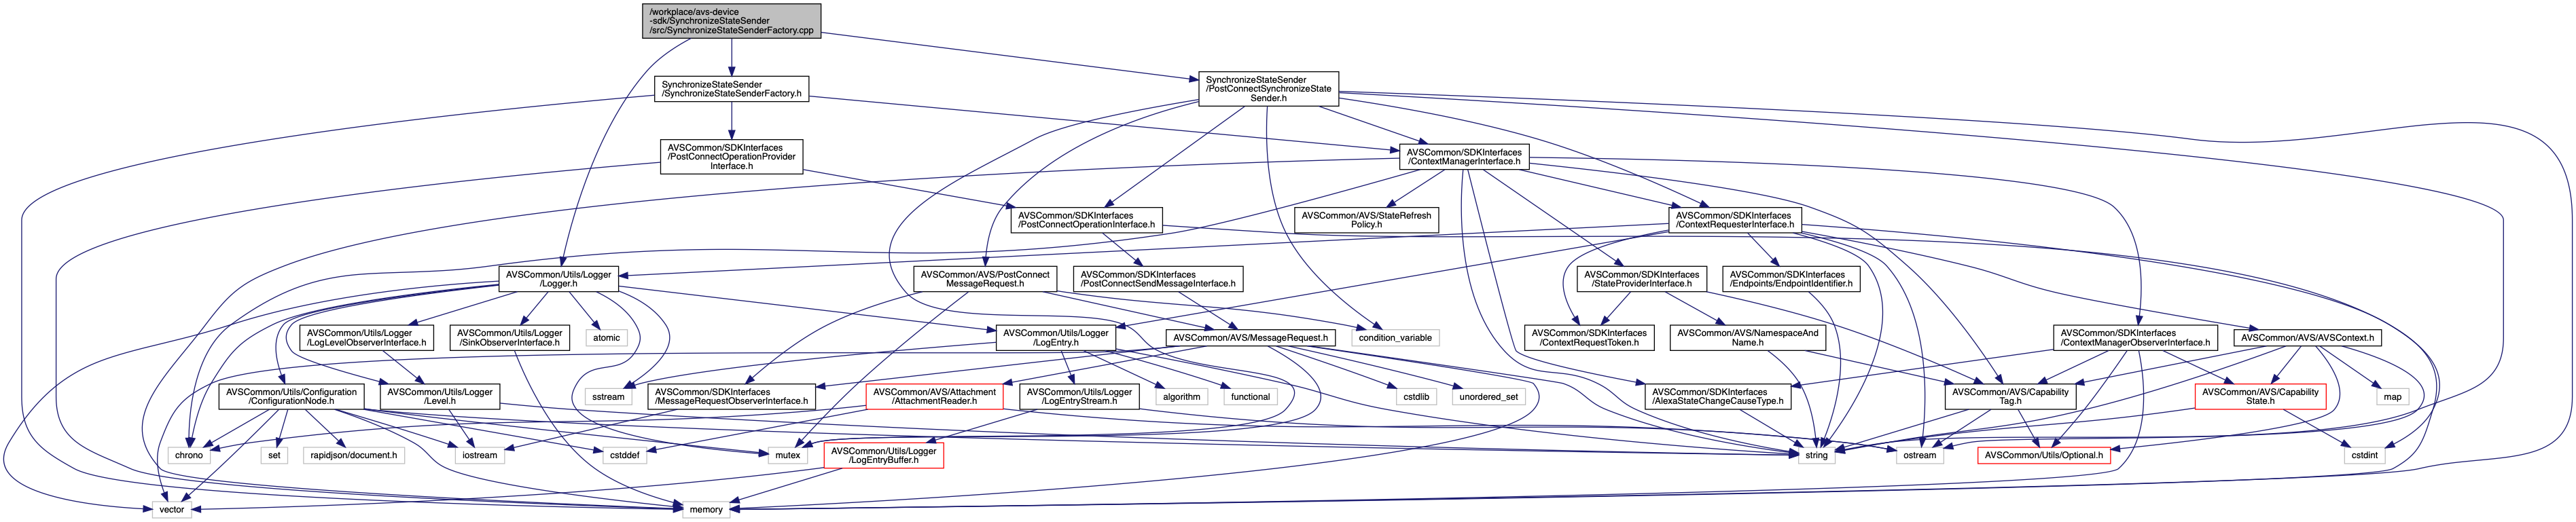 /workplace/avs-device
-sdk/SynchronizeStateSender
/src/SynchronizeStateSenderFactory.cpp
SynchronizeStateSender
/SynchronizeStateSenderFactory.h
SynchronizeStateSender
/PostConnectSynchronizeState
Sender.h
AVSCommon/SDKInterfaces
/PostConnectOperationProvider
Interface.h
AVSCommon/SDKInterfaces
/ContextManagerInterface.h
AVSCommon/SDKInterfaces
/PostConnectOperationInterface.h
AVSCommon/AVS/StateRefresh
Policy.h
AVSCommon/SDKInterfaces
/ContextRequesterInterface.h
AVSCommon/Utils/Logger
/Logger.h
AVSCommon/AVS/PostConnect
MessageRequest.h
AVSCommon/SDKInterfaces
/PostConnectSendMessageInterface.h
AVSCommon/SDKInterfaces
/StateProviderInterface.h
AVSCommon/SDKInterfaces
/Endpoints/EndpointIdentifier.h
AVSCommon/Utils/Logger
/LogLevelObserverInterface.h
AVSCommon/Utils/Logger
/SinkObserverInterface.h
atomic
AVSCommon/Utils/Logger
/LogEntry.h
AVSCommon/AVS/MessageRequest.h
condition_variable
AVSCommon/SDKInterfaces
/ContextRequestToken.h
AVSCommon/AVS/NamespaceAnd
Name.h
AVSCommon/SDKInterfaces
/ContextManagerObserverInterface.h
AVSCommon/AVS/AVSContext.h
AVSCommon/Utils/Configuration
/ConfigurationNode.h
AVSCommon/Utils/Logger
/Level.h
sstream
AVSCommon/SDKInterfaces
/MessageRequestObserverInterface.h
AVSCommon/AVS/Attachment
/AttachmentReader.h
AVSCommon/Utils/Logger
/LogEntryStream.h
algorithm
functional
cstdlib
unordered_set
AVSCommon/SDKInterfaces
/AlexaStateChangeCauseType.h
AVSCommon/AVS/Capability
Tag.h
AVSCommon/AVS/Capability
State.h
map
chrono
set
rapidjson/document.h
iostream
cstddef
mutex
AVSCommon/Utils/Logger
/LogEntryBuffer.h
string
ostream
AVSCommon/Utils/Optional.h
cstdint
vector
memory